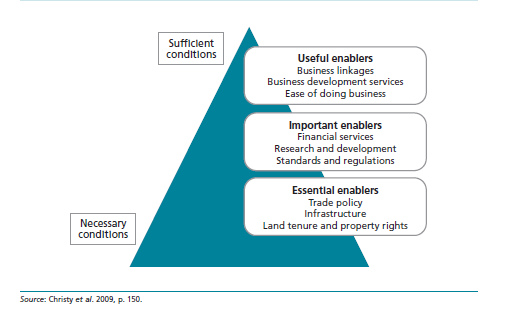 Sufficient
conditions
Useful enablers
Business linkages
Business development services
Ease of doing business
Important enablers
Financial services
Research and development
Standards and regulations
Essential enablers
Trade policy
Infrastructure
Land tenure and property rights
Necessary
conditions
Source: Christy et al. 2009, p. 150.